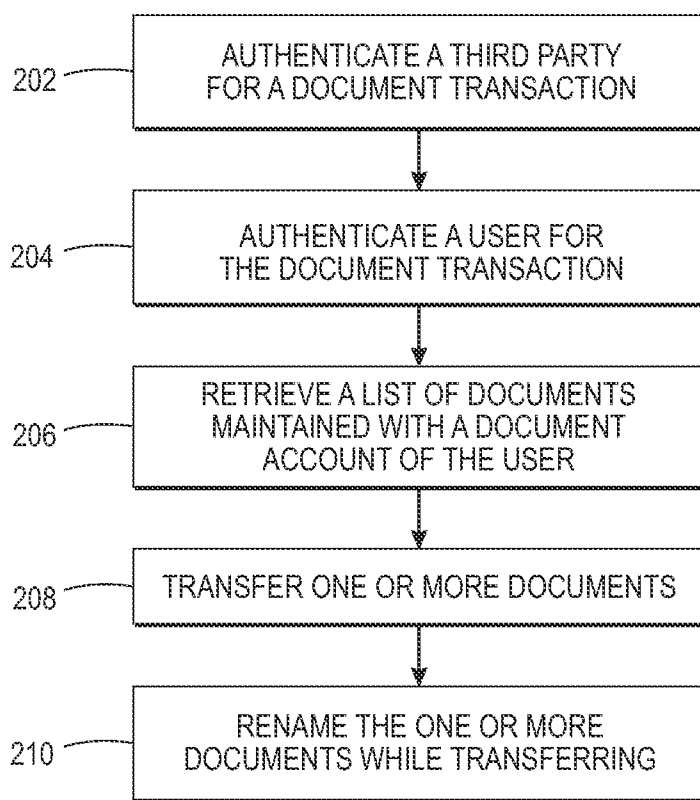 202
AUTHENTICATE A THIRD PARTY
FOR A DOCUMENT TRANSACTION
204
AUTHENTICATE A USER FOR
THE DOCUMENT TRANSACTION
206
RETRIEVE A LIST OF DOCUMENTS
MAINTAINED WITH A DOCUMENT
ACCOUNT OF THE USER
208
TRANSFER ONE OR MORE DOCUMENTS
210
RENAME THE ONE OR MORE
DOCUMENTS WHILE TRANSFERRING